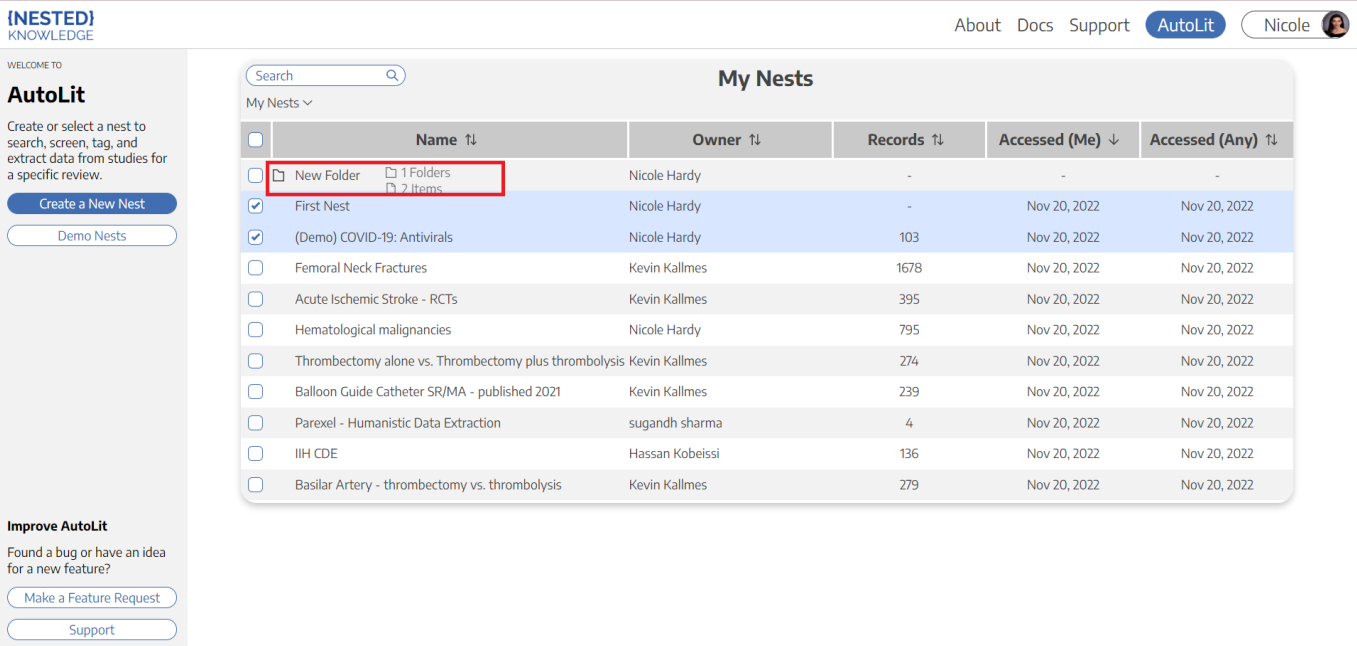 {NESTED}
KNOWLEDGE
About Docs Support AutoLit Nicole
WELCOME TO
AutoLit
Create or select a nest to
search, screen, tag, and
extract data from studies for
a specific review.
Create a New Nest
Demo Nests
Improve AutoLit
Found a bug or have an idea
for a new feature?
Make a Feature Request
Support
Search
My Nests
My Nests
Name Owner Records Accessed (Me) Accessed (Any)
New Folder 1 Folders Nicole Hardy - - -
2 Items
First Nest Nicole Hardy - Nov 20, 2022 Nov 20, 2022
(Demo) COVID-19: Antivirals Nicole Hardy 103 Nov 20, 2022 Nov 20, 2022
Femoral Neck Fractures Kevin Kallmes 1678 Nov 20, 2022 Nov 20, 2022
Acute Ischemic Stroke - RCTs Kevin Kallmes 395 Nov 20, 2022 Nov 20, 2022
Hematological malignancies Nicole Hardy 795 Nov 20, 2022 Nov 20, 2022
Thrombectomy alone vs. Thrombectomy plus thrombolysis Kevin Kallmes 274 Nov 20, 2022 Nov 20, 2022
Balloon Guide Catheter SR/MA - published 2021 Kevin Kallmes 239 Nov 20, 2022 Nov 20, 2022
Parexel - Humanistic Data Extraction sugandh sharma 4 Nov 20, 2022 Nov 20, 2022
IIH CDE Hassan Kobeissi 136 Nov 20, 2022 Nov 20, 2022
Basilar Artery - thrombectomy vs. thrombolysis Kevin Kallmes 279 Nov 20, 2022 Nov 20, 2022